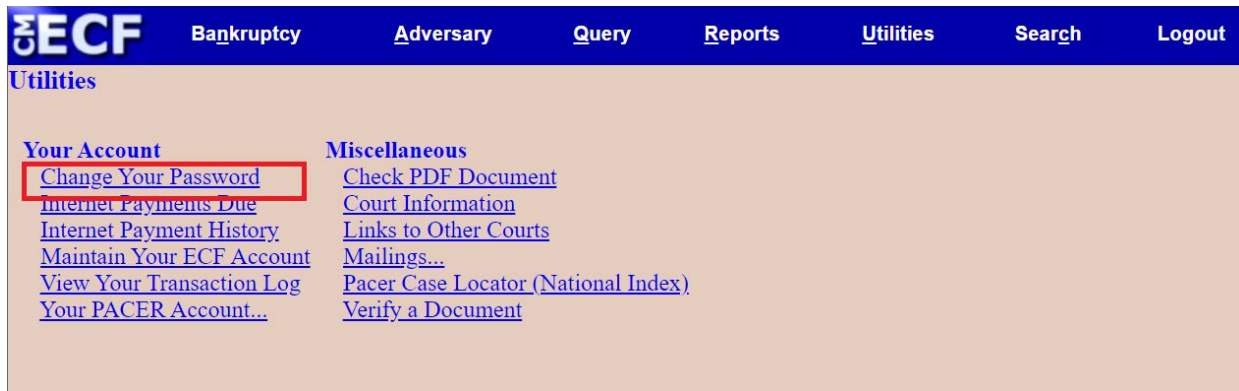 CM ECF Bankruptcy Adversary Query Reports Utilities Search Logout
Utilities
Your Account
Change Your Password
Internet Payments Due
Internet Payment History
Maintain Your ECF Account
View Your Transaction Log
Your PACER Account...
Miscellaneous
Check PDF Document
Court Information
Links to Other Courts
Mailings...
Pacer Case Locator (National Index)
Verify a Document